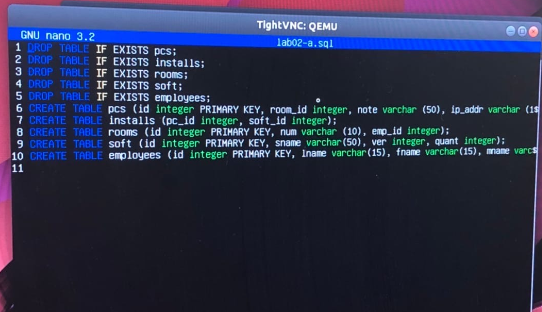 TightVNC: QEMU
GNU nano 3.2 lab02-a.sql
1 DROP TABLE IF EXISTS pcs;
2 DROP TABLE IF EXISTS installs;
3 DROP TABLE IF EXISTS rooms;
4 DROP TABLE IF EXISTS soft;
5 DROP TABLE IF EXISTS employees;
6 CREATE TABLE pcs (id integer PRIMARY KEY, room_id integer, note varchar (50), ip_addr varchar (1$
7 CREATE TABLE installs (pc_id integer, soft_id integer);
8 CREATE TABLE rooms (id integer PRIMARY KEY, num varchar (10), emp_id integer);
9 CREATE TABLE soft (id integer PRIMARY KEY, sname varchar(50), ver integer, quant integer);
10 CREATE TABLE employees (id integer PRIMARY KEY, lname varchar(15), fname varchar(15), mname varc$
11